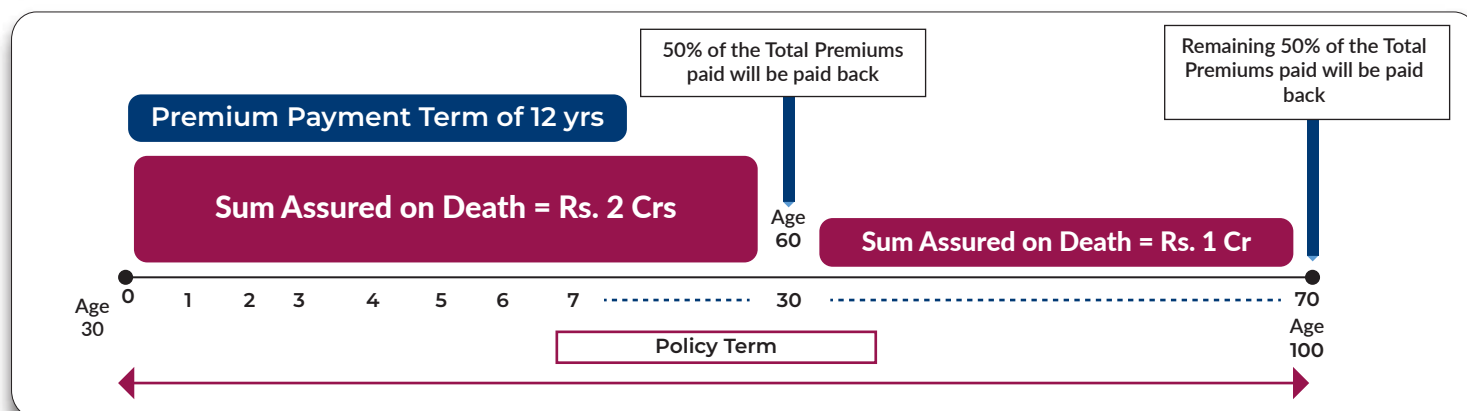 50% of the Total Premiums
paid will be paid back
Remaining 50% of the Total
Premiums paid will be paid
back
Premium Payment Term of 12 yrs
Sum Assured on Death = Rs. 2 Crs
Age
60
Sum Assured on Death = Rs. 1 Cr
Age
30
0 1 2 3 4 5 6 7 30 70
Age
100
Policy Term